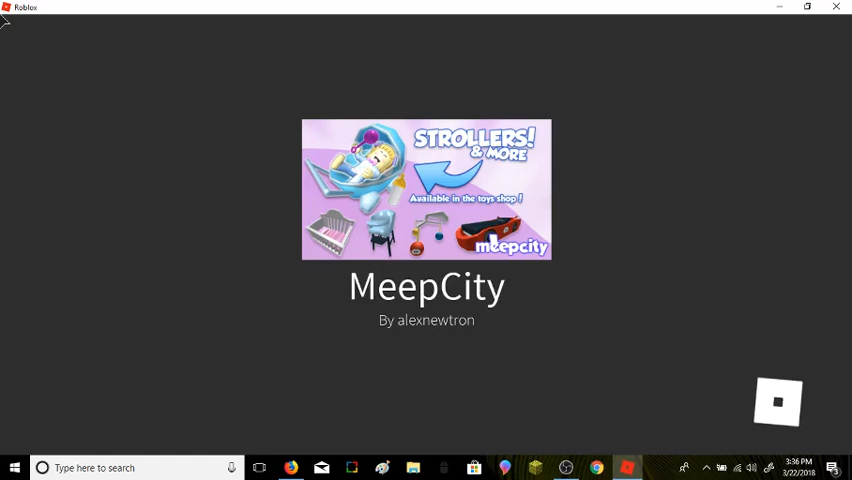 Roblox
STROLLERS!
& MORE
Available in the toys shop!
meepcity
MeepCity
By alexnewtron
Type here to search
3:36 PM
3/22/2018
3